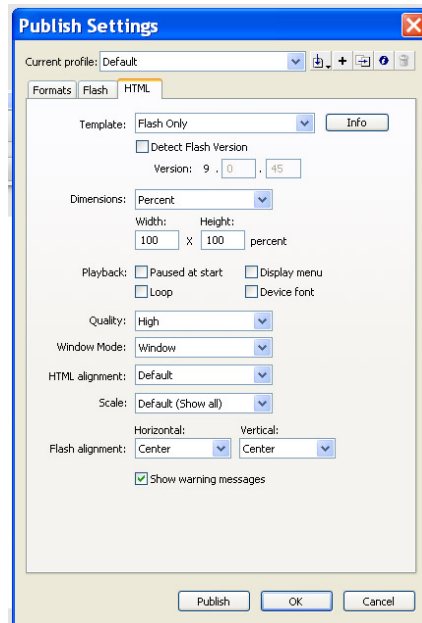 Publish Settings
Current profile: Default
Formats Flash HTML
Template: Flash Only Info
Detect Flash Version
Version: 9 . 0 . 45
Dimensions: Percent
Width: Height:
100 X 100 percent
Playback: Paused at start Display menu
Loop Device font
Quality: High
Window Mode: Window
HTML alignment: Default
Scale: Default (Show all)
Horizontal: Vertical:
Flash alignment: Center Center
Show warning messages
Publish OK Cancel